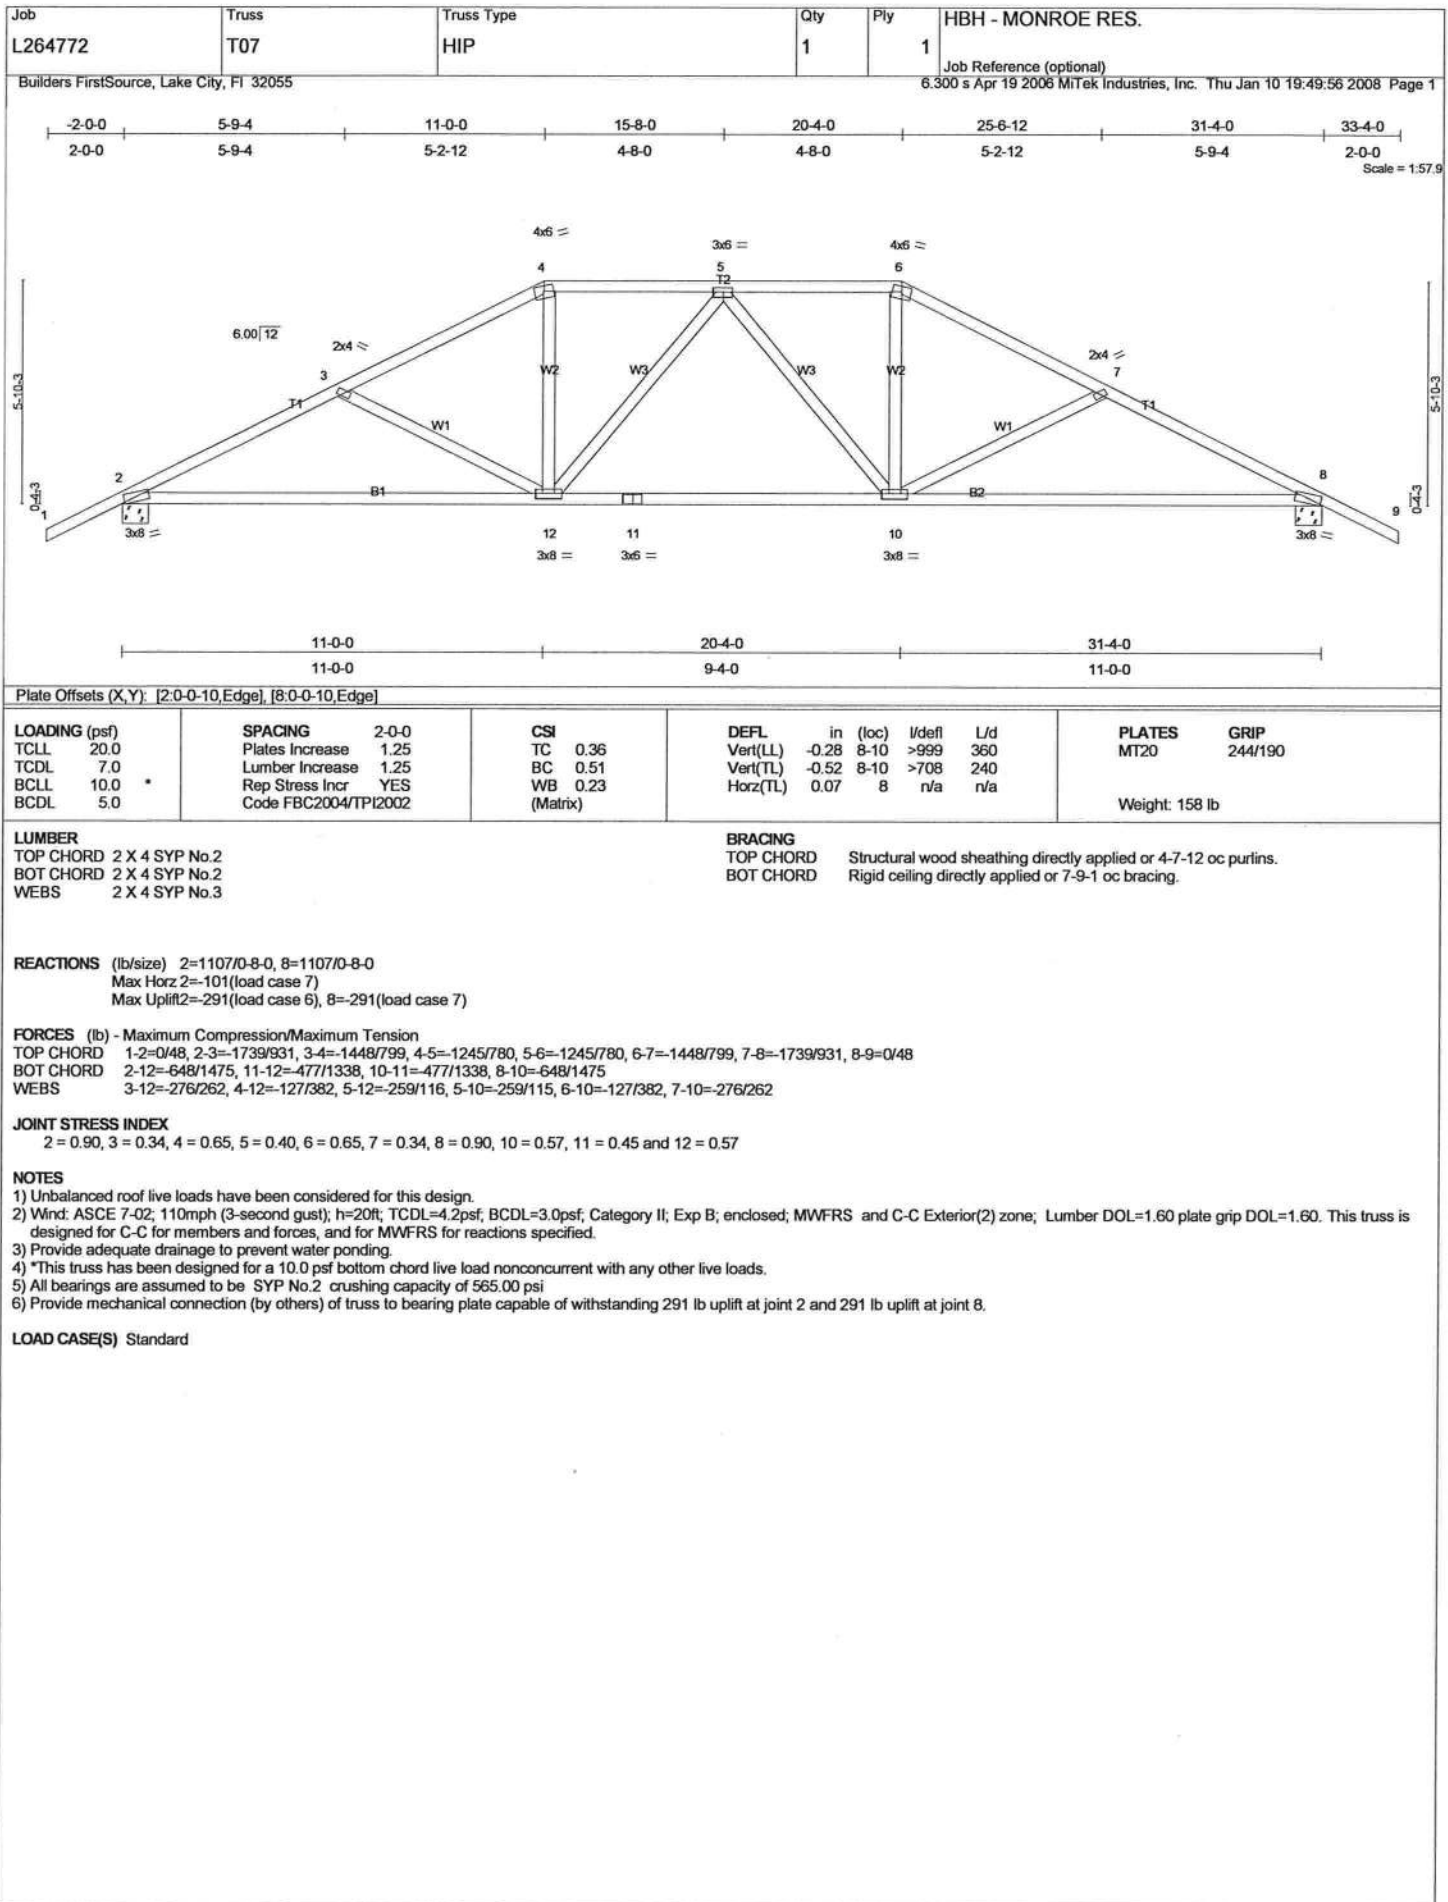 Job Truss Truss Type Qty Ply HBH - MONROE RES.
L264772 T07 HIP 1 1
Job Reference (optional)
Builders FirstSource, Lake City, Fl 32055 6.300 s Apr 19 2006 MiTek Industries, Inc. Thu Jan 10 19:49:56 2008 Page 1
-2-0-0 5-9-4 11-0-0 15-8-0 20-4-0 25-6-12 31-4-0 33-4-0
2-0-0 5-9-4 5-2-12 4-8-0 4-8-0 5-2-12 5-9-4 2-0-0
Scale = 1:57.9
4x6 =
3x6 =
4x6 =
4 5 6
T2
6.00 12
2x4 =
2x4 =
3 7
W2 W3 W3 W2
5-10-3 5-10-3
T1 T1
W1 W1
2 8
B1 B2
0-4-3 0-4-3
1 9
3x8 = 3x8 =
12 11 10
3x8 = 3x6 = 3x8 =
11-0-0 20-4-0 31-4-0
11-0-0 9-4-0 11-0-0
Plate Offsets (X,Y): [2:0-0-10,Edge], [8:0-0-10,Edge]
LOADING (psf)
TCLL 20.0
TCDL 7.0
BCLL 10.0 *
BCDL 5.0
SPACING 2-0-0
Plates Increase 1.25
Lumber Increase 1.25
Rep Stress Incr YES
Code FBC2004/TPI2002
CSI
TC 0.36
BC 0.51
WB 0.23
(Matrix)
DEFL in (loc) l/defl L/d
Vert(LL) -0.28 8-10 >999 360
Vert(TL) -0.52 8-10 >708 240
Horz(TL) 0.07 8 n/a n/a
PLATES GRIP
MT20 244/190
Weight: 158 lb
LUMBER
TOP CHORD 2 X 4 SYP No.2
BOT CHORD 2 X 4 SYP No.2
WEBS 2 X 4 SYP No.3
BRACING
TOP CHORD Structural wood sheathing directly applied or 4-7-12 oc purlins.
BOT CHORD Rigid ceiling directly applied or 7-9-1 oc bracing.
REACTIONS (lb/size) 2=1107/0-8-0, 8=1107/0-8-0
Max Horz 2=-101(load case 7)
Max Uplift2=-291(load case 6), 8=-291(load case 7)
FORCES (lb) - Maximum Compression/Maximum Tension
TOP CHORD 1-2=0/48, 2-3=-1739/931, 3-4=-1448/799, 4-5=-1245/780, 5-6=-1245/780, 6-7=-1448/799, 7-8=-1739/931, 8-9=0/48
BOT CHORD 2-12=-648/1475, 11-12=-477/1338, 10-11=-477/1338, 8-10=-648/1475
WEBS 3-12=-276/262, 4-12=-127/382, 5-12=-259/116, 5-10=-259/115, 6-10=-127/382, 7-10=-276/262
JOINT STRESS INDEX
2 = 0.90, 3 = 0.34, 4 = 0.65, 5 = 0.40, 6 = 0.65, 7 = 0.34, 8 = 0.90, 10 = 0.57, 11 = 0.45 and 12 = 0.57
NOTES
1) Unbalanced roof live loads have been considered for this design.
2) Wind: ASCE 7-02; 110mph (3-second gust); h=20ft; TCDL=4.2psf; BCDL=3.0psf; Category II; Exp B; enclosed; MWFRS and C-C Exterior(2) zone; Lumber DOL=1.60 plate grip DOL=1.60. This truss is
designed for C-C for members and forces, and for MWFRS for reactions specified.
3) Provide adequate drainage to prevent water ponding.
4) *This truss has been designed for a 10.0 psf bottom chord live load nonconcurrent with any other live loads.
5) All bearings are assumed to be SYP No.2 crushing capacity of 565.00 psi
6) Provide mechanical connection (by others) of truss to bearing plate capable of withstanding 291 lb uplift at joint 2 and 291 lb uplift at joint 8.
LOAD CASE(S) Standard